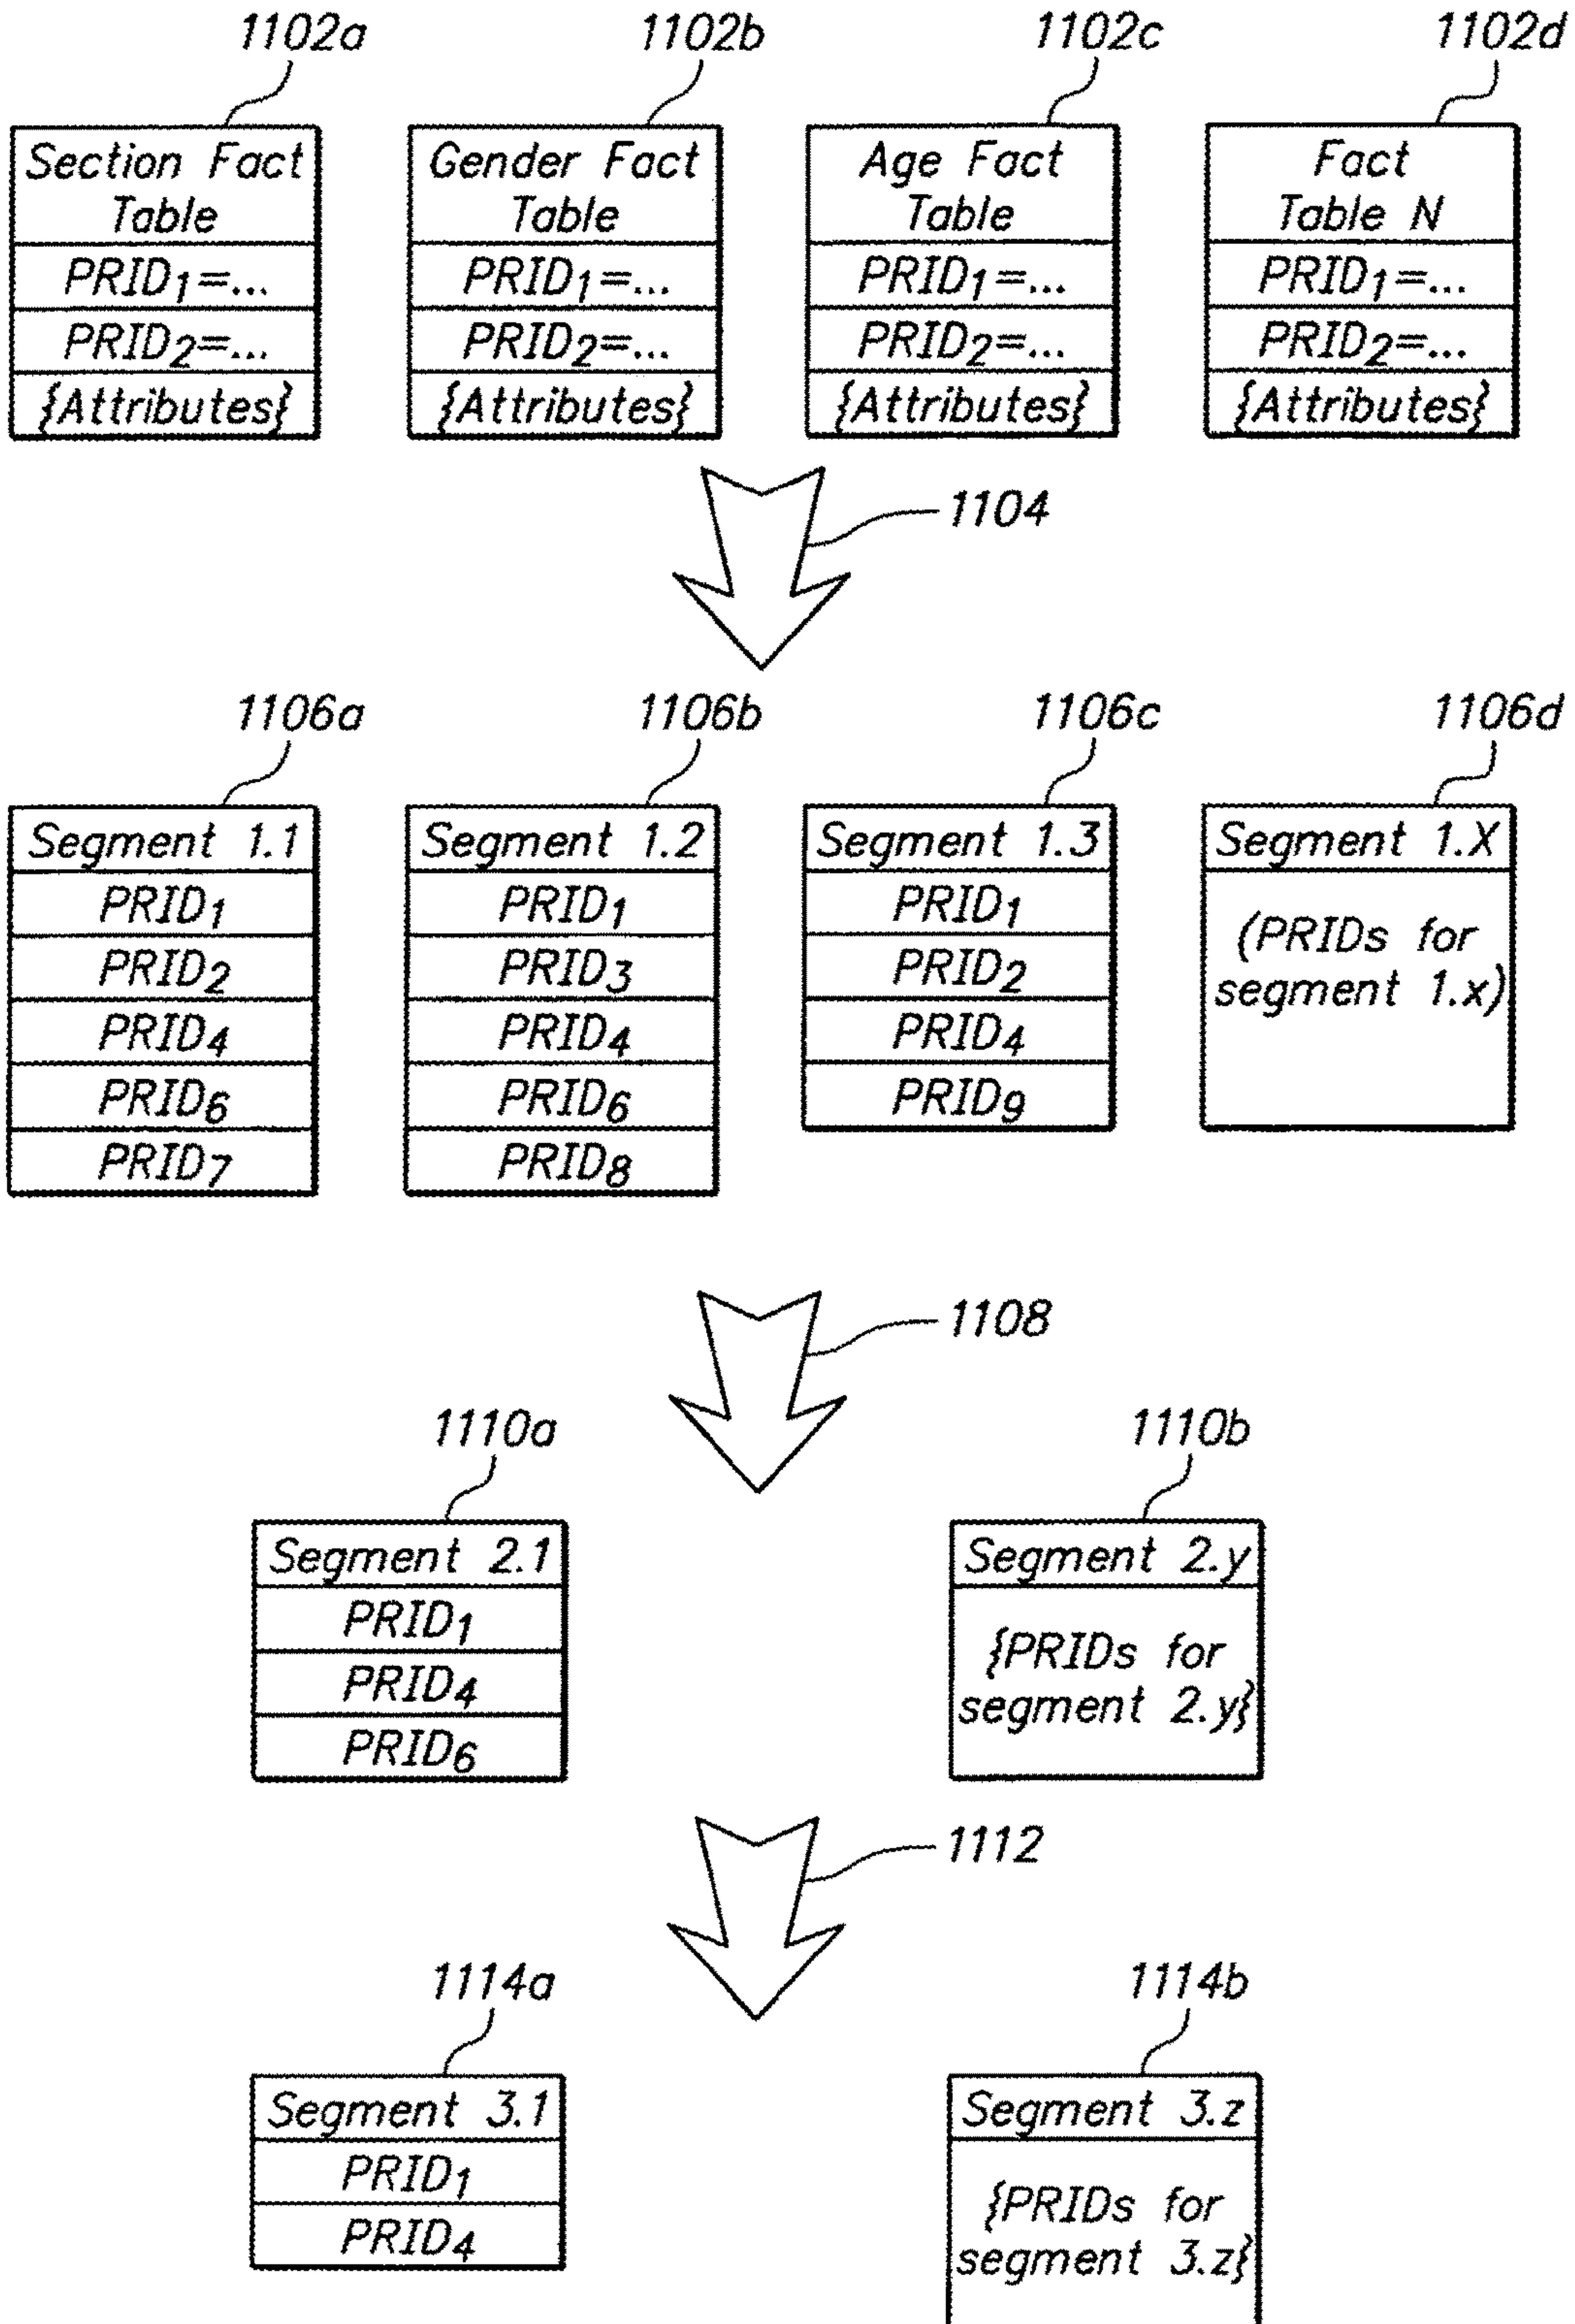 1102a 1102b 1102c 1102d
Section Fact Gender Fact Age Fact Fact
Table Table Table Table N
PRID1=... PRID1=... PRID1=... PRID1=...
PRID2=... PRID2=... PRID2=... PRID2=...
{Attributes} {Attributes} {Attributes} {Attributes}
1104
1106a 1106b 1106c 1106d
Segment 1.1 Segment 1.2 Segment 1.3 Segment 1.X
PRID1 PRID1 PRID1 (PRIDs for
PRID2 PRID3 PRID2 segment 1.x)
PRID4 PRID4 PRID4
PRID6 PRID6 PRID9
PRID7 PRID8
1108
1110a 1110b
Segment 2.1 Segment 2.y
PRID1 {PRIDs for
PRID4 segment 2.y}
PRID6
1112
1114a 1114b
Segment 3.1 Segment 3.z
PRID1 {PRIDs for
PRID4 segment 3.z}